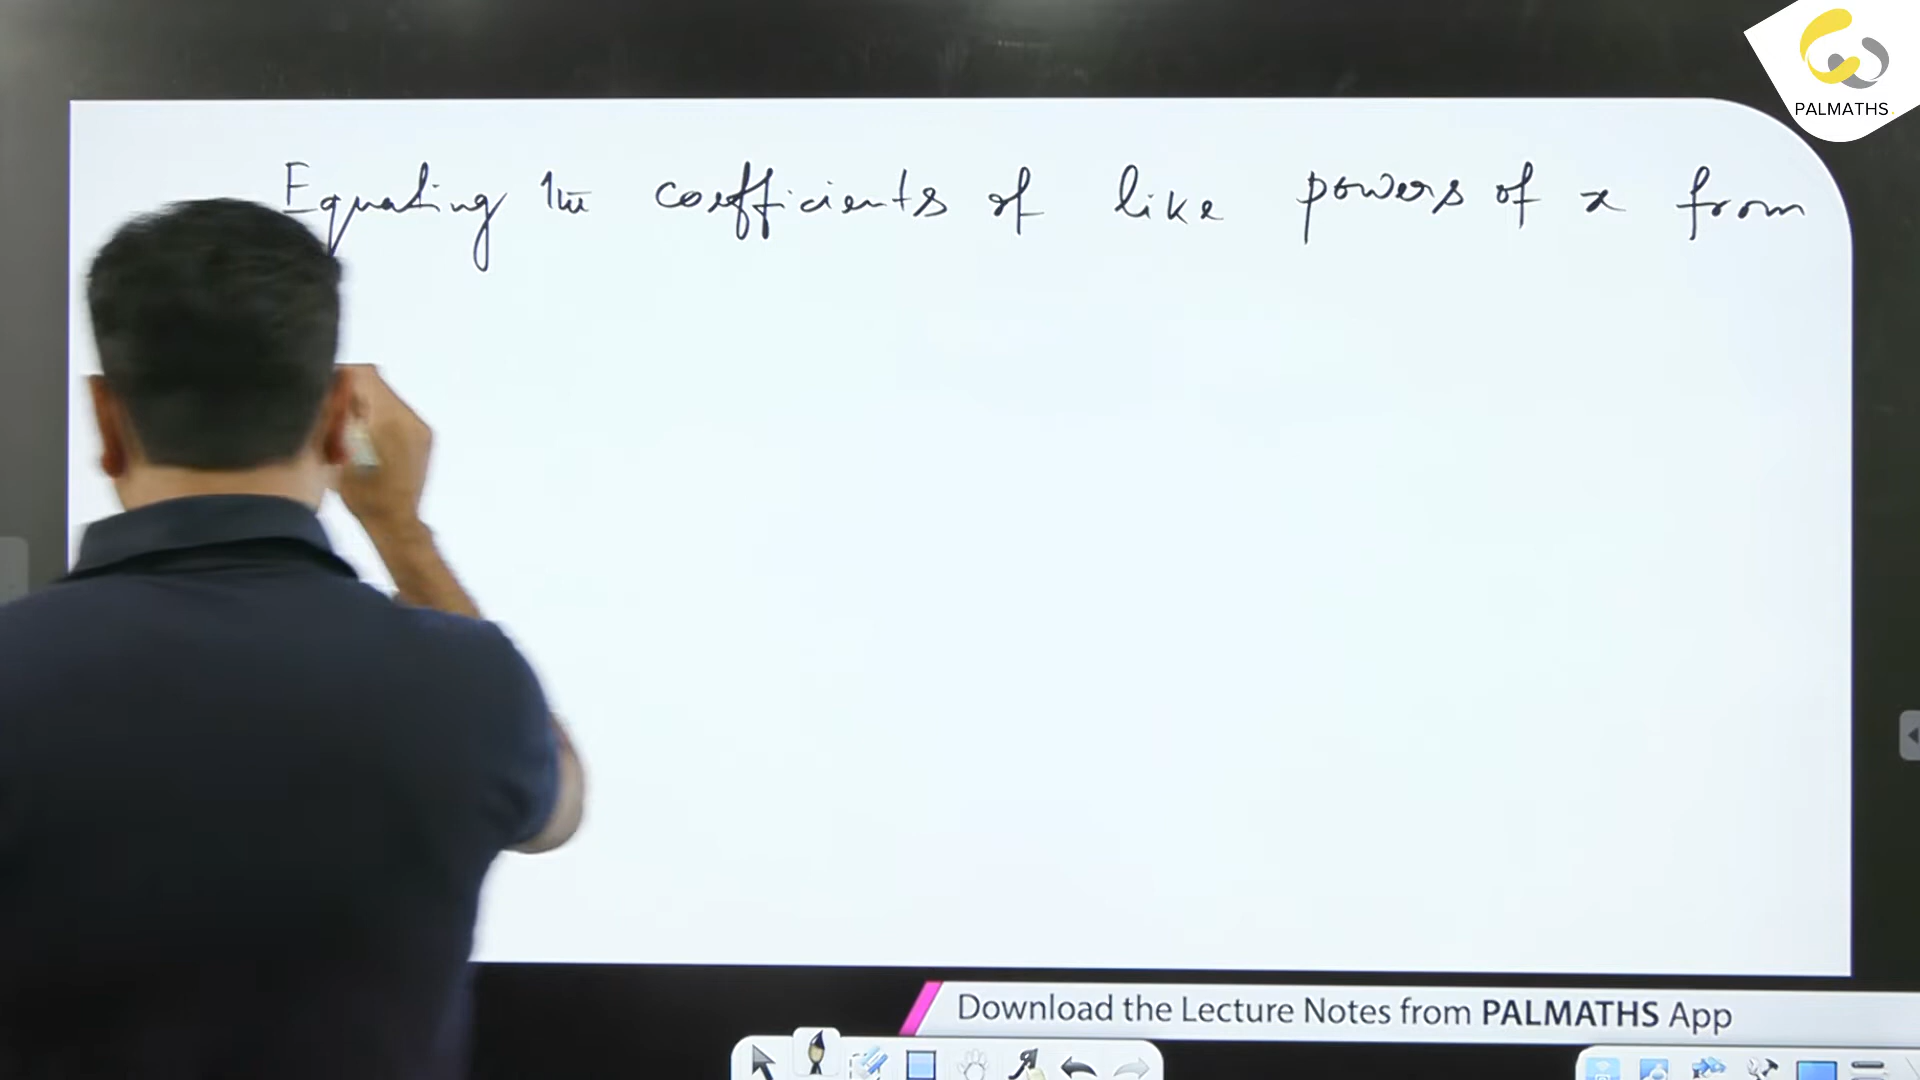 PALMATHS.
Equating the coefficients of like powers of x from
Download the Lecture Notes from PALMATHS App